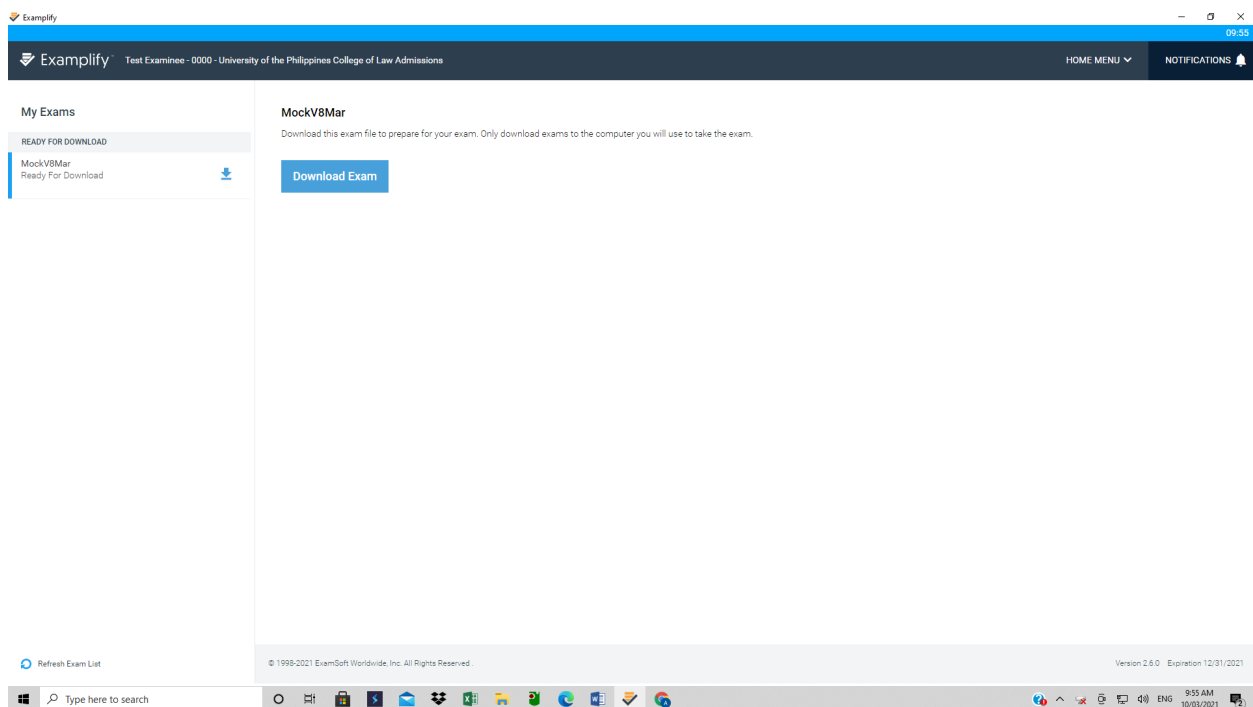 Examplify
09:55
Examplify Test Examinee - 0000 - University of the Philippines College of Law Admissions
HOME MENU
NOTIFICATIONS
My Exams
READY FOR DOWNLOAD
MockV8Mar
Ready For Download
MockV8Mar
Download this exam file to prepare for your exam. Only download exams to the computer you will use to take the exam.
Download Exam
Refresh Exam List
© 1998-2021 ExamSoft Worldwide, Inc. All Rights Reserved .
Version 2.6.0 Expiration 12/31/2021
Type here to search
ENG
9:55 AM
10/03/2021
2